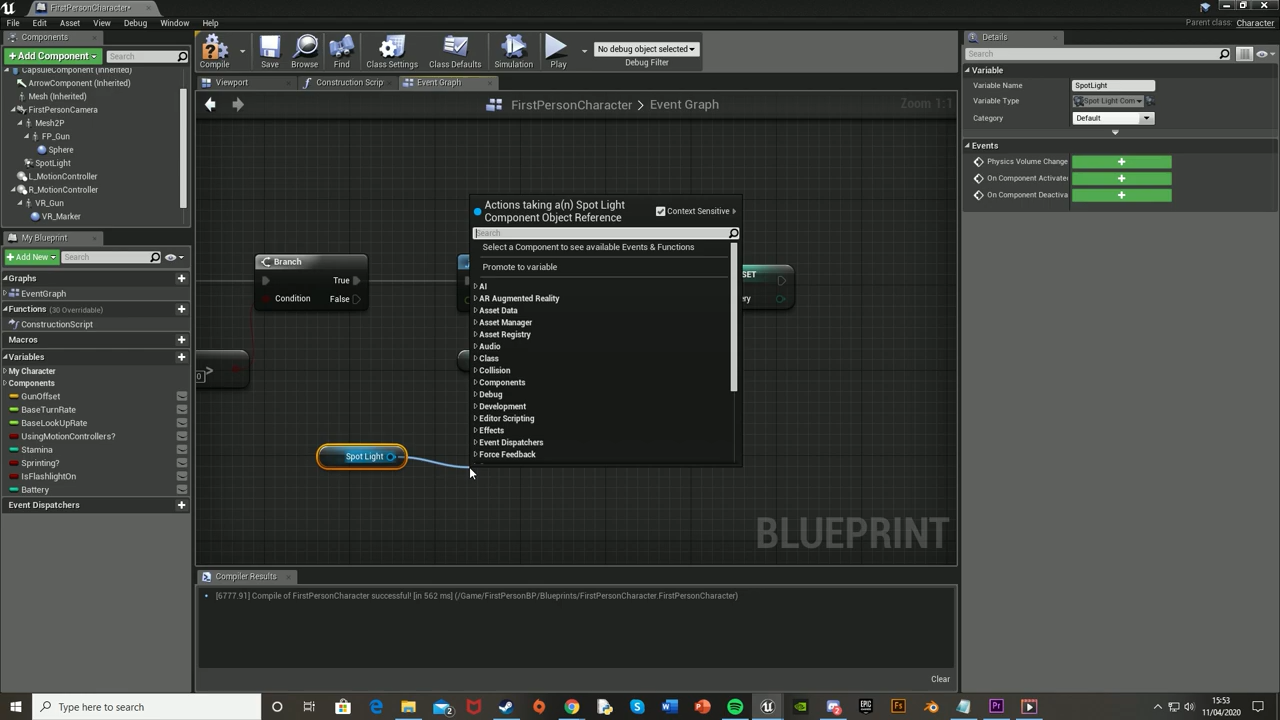 FirstPersonCharacter*
File
Edit
Asset
View
Debug
Window
Help
Parent class: Character
Components
+ Add Component
Search
CapsuleComponent (Inherited)
ArrowComponent (Inherited)
Mesh (Inherited)
FirstPersonCamera
Mesh2P
FP_Gun
Sphere
SpotLight
L_MotionController
R_MotionController
VR_Gun
VR_Marker
My Blueprint
+ Add New
Search
Graphs
EventGraph
Functions (30 Overridable)
ConstructionScript
Macros
Variables
My Character
Components
GunOffset
BaseTurnRate
BaseLookUpRate
UsingMotionControllers?
Stamina
Sprinting?
IsFlashlightOn
Battery
Event Dispatchers
Compile
Save
Browse
Find
Class Settings
Class Defaults
Simulation
Play
No debug object selected
Debug Filter
Viewport
Construction Scrip
Event Graph
FirstPersonCharacter > Event Graph
Zoom 1:1
Branch
True
Condition
False
SET
ry
0
>
Spot Light
Actions taking a(n) Spot Light
Component Object Reference
Context Sensitive
Search
Select a Component to see available Events & Functions
Promote to variable
AI
AR Augmented Reality
Asset Data
Asset Manager
Asset Registry
Audio
Class
Collision
Components
Debug
Development
Editor Scripting
Effects
Event Dispatchers
Force Feedback
BLUEPRINT
Compiler Results
[6777.91] Compile of FirstPersonCharacter successful! [in 562 ms] (/Game/FirstPersonBP/Blueprints/FirstPersonCharacter.FirstPersonCharacter)
Clear
Details
Search
Variable
Variable Name
SpotLight
Variable Type
Spot Light Com
Category
Default
Events
Physics Volume Change
On Component Activate
On Component Deactiva
Type here to search
15:53
11/04/2020